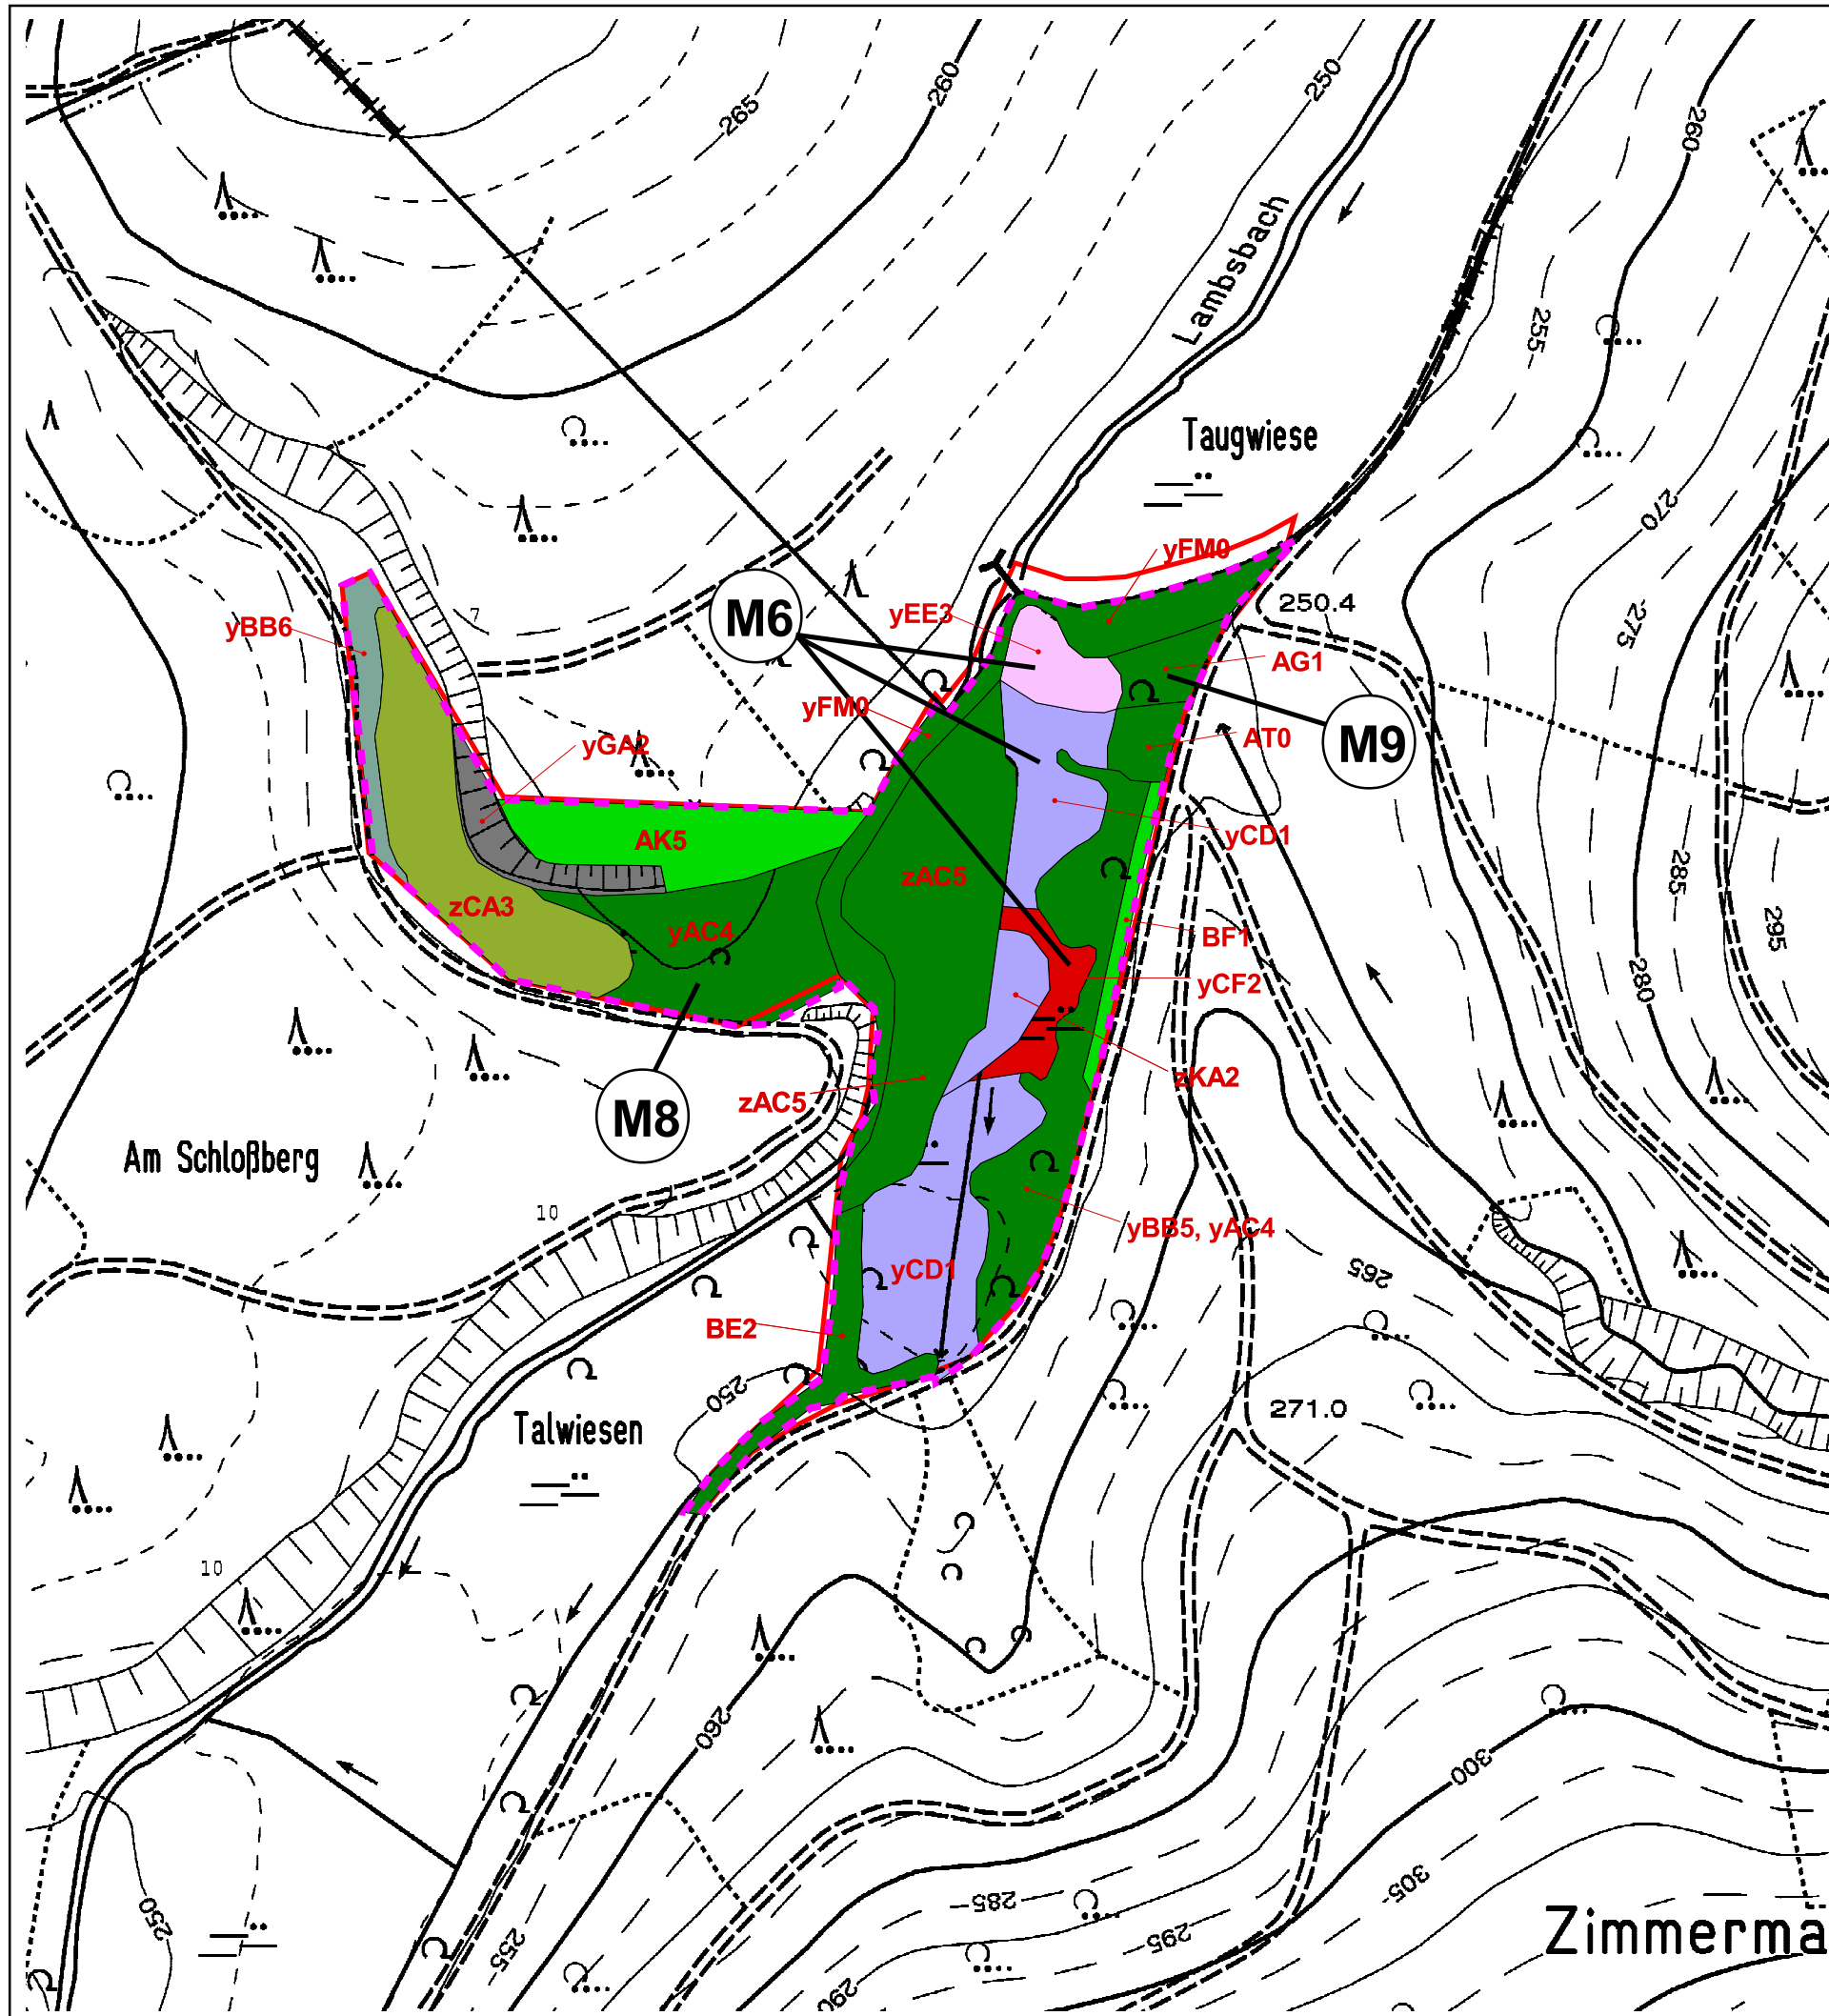 265
260
250
260
Lambsbach
255
Taugwiese
270
yFM0
250.4
M6
yEE3
7
yBB6
275
AG1
yFM0
AT0
M9
yGA2
yCD1
AK5
285
zAC5
zCA3
yAC4
BF1
295
yCF2
280
zKA2
zAC5
M8
Am Schloßberg
10
yBB5, yAC4
yCD1
265
BE2
250
271.0
Talwiesen
10
260
300
305
285
250
295
255
290
Zimmerma